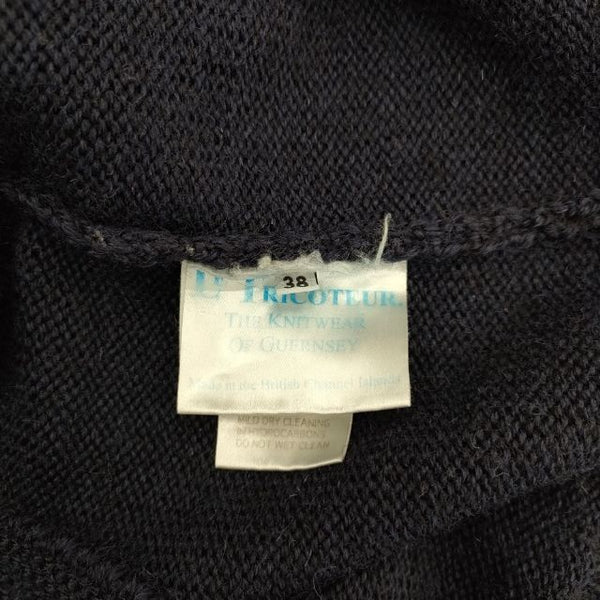 38
Tricoteur
The Knitwear
Of Guernsey
Made in the British Channel Islands
MILD DRY CLEANING
IN HYDROCARBONS
DO NOT WET CLEAN